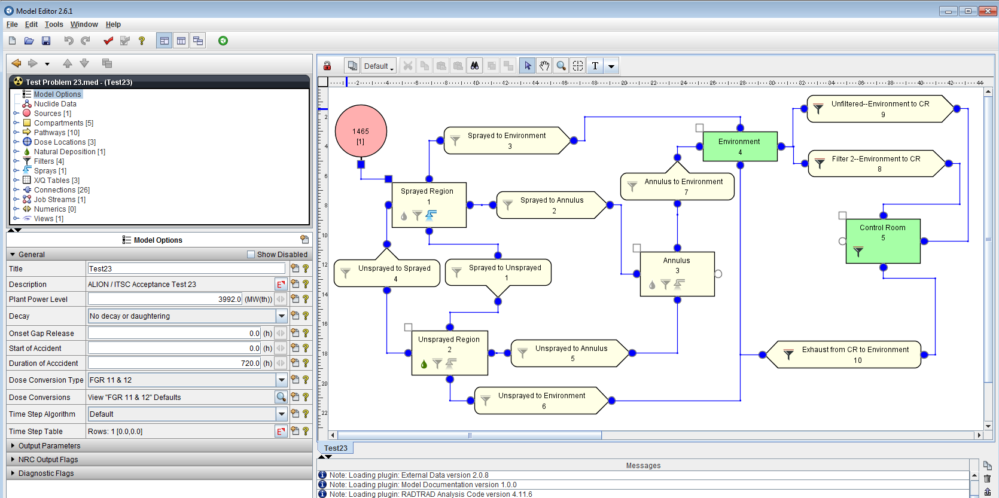 Model Editor 2.6.1
File Edit Tools Window Help
Default
Test Problem 23.med - (Test23)
Model Options
Nuclide Data
Sources [1]
Compartments [5]
Pathways [10]
Dose Locations [3]
Natural Deposition [1]
Filters [4]
Sprays [1]
X/Q Tables [3]
Connections [26]
Job Streams [1]
Numerics [0]
Views [1]
Model Options
General
Show Disabled
Title Test23
Description ALION / ITSC Acceptance Test 23 E
Plant Power Level 3992.0 (MW(th))
Decay No decay or daughtering
Onset Gap Release 0.0 (h)
Start of Accident 0.0 (h)
Duration of Acccident 720.0 (h)
Dose Conversion Type FGR 11 & 12
Dose Conversions View "FGR 11 & 12" Defaults
Time Step Algorithm Default
Time Step Table Rows: 1 [0.0,0.0] E
Output Parameters
NRC Output Flags
Diagnostic Flags
T
2 4 6 8 10 12 14 16 18 20 22 24 26 28 30 32 34 36 38 40 42 44
2
4
6
8
10
12
14
16
18
20
22
1465
[1]
Sprayed to Environment
3
Environment
4
Unfiltered--Environment to CR
9
Filter 2--Environment to CR
8
Sprayed Region
1
Sprayed to Annulus
2
Annulus to Environment
7
Control Room
5
Unsprayed to Sprayed
4
Sprayed to Unsprayed
1
Annulus
3
Unsprayed Region
2
Unsprayed to Annulus
5
Exhaust from CR to Environment
10
Unsprayed to Environment
6
Test23
Messages
Note: Loading plugin: External Data version 2.0.8
Note: Loading plugin: Model Documentation version 1.0.0
Note: Loading plugin: RADTRAD Analysis Code version 4.11.6